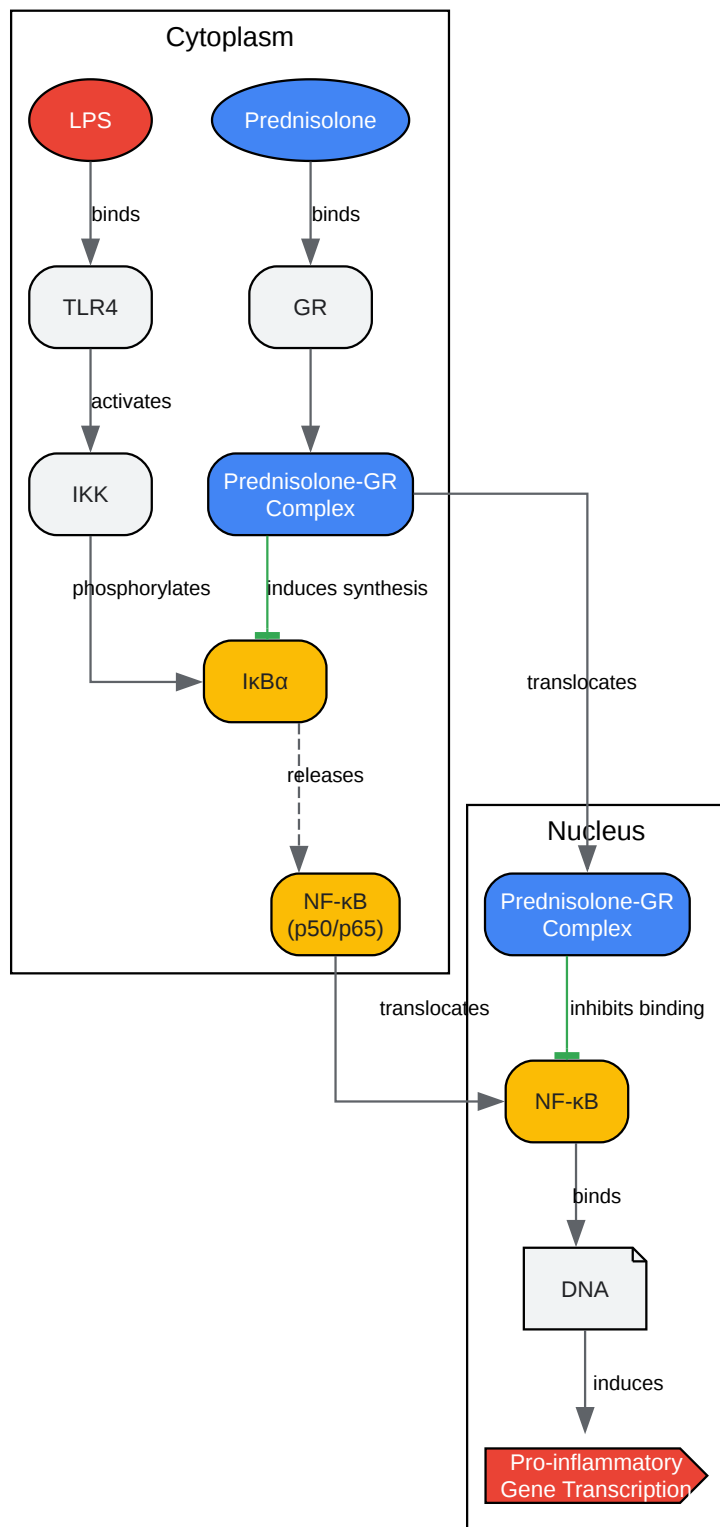 Cytoplasm
LPS
Prednisolone
binds
binds
TLR4
GR
activates
IKK
Prednisolone-GR
Complex
phosphorylates
induces synthesis
IκBα
translocates
releases
Nucleus
NF-κB
(p50/p65)
Prednisolone-GR
Complex
translocates
inhibits binding
NF-κB
binds
DNA
induces
Pro-inflammatory
Gene Transcription